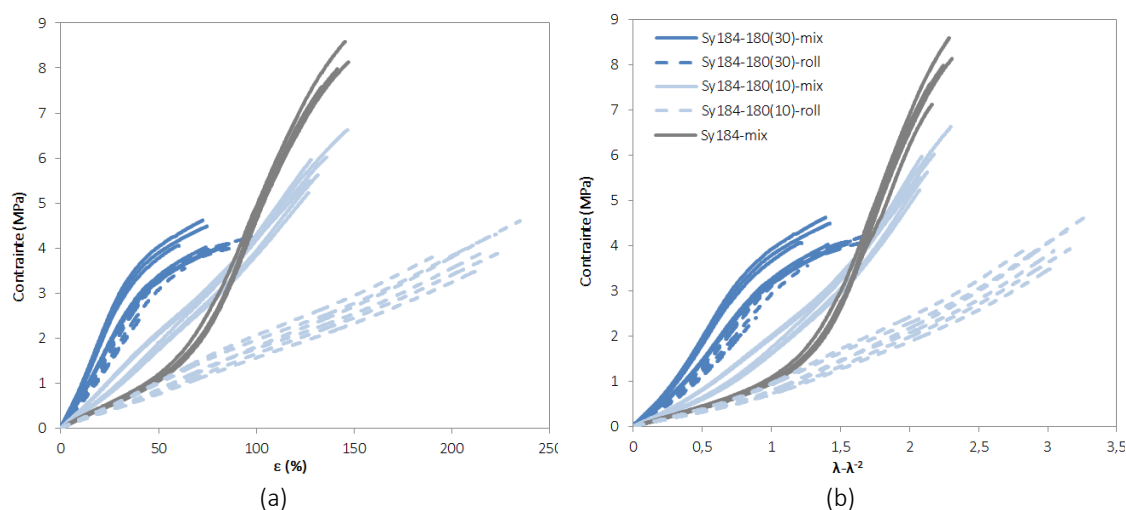 9
8
7
6
5
4
3
2
1
0
Contrainte (MPa)
0 50 100 150 200 250
ε (%)
(a)
9
8
7
6
5
4
3
2
1
0
Contrainte (MPa)
Sy184-180(30)-mix
Sy184-180(30)-roll
Sy184-180(10)-mix
Sy184-180(10)-roll
Sy184-mix
0 0,5 1 1,5 2 2,5 3 3,5
λ-λ⁻²
(b)